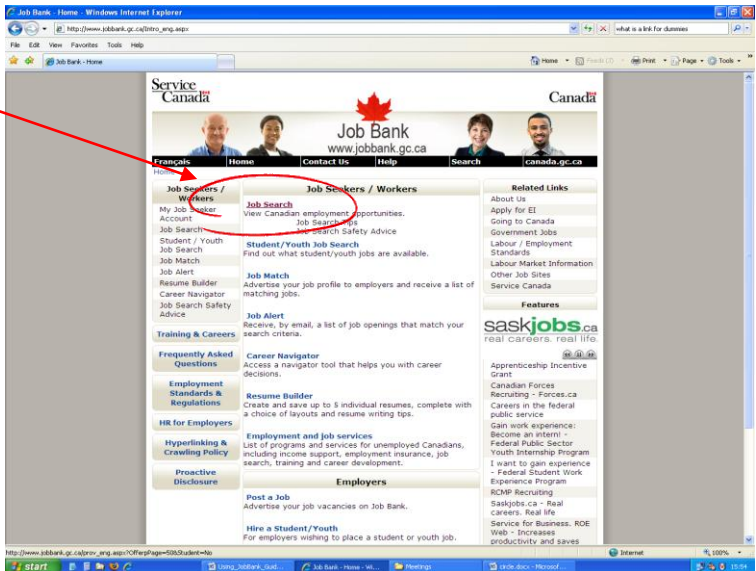 Job Bank - Home - Windows Internet Explorer
http://www.jobbank.gc.ca/Intro_eng.aspx
what is a link for dummies
File Edit View Favorites Tools Help
Job Bank - Home
Home
Feeds (2)
Print
Page
Tools
Service
Canada
Canada
Job Bank
www.jobbank.gc.ca
Français Home Contact Us Help Search canada.gc.ca
Home
Job Seekers /
Workers
My Job Seeker
Account
Job Search
Student / Youth
Job Search
Job Match
Job Alert
Resume Builder
Career Navigator
Job Search Safety
Advice
Training & Careers
Frequently Asked
Questions
Employment
Standards &
Regulations
HR for Employers
Hyperlinking &
Crawling Policy
Proactive
Disclosure
Job Seekers / Workers
Job Search
View Canadian employment opportunities.
Job Search Tips
Job Search Safety Advice
Student/Youth Job Search
Find out what student/youth jobs are available.
Job Match
Advertise your job profile to employers and receive a list of
matching jobs.
Job Alert
Receive, by email, a list of job openings that match your
search criteria.
Career Navigator
Access a navigator tool that helps you with career
decisions.
Resume Builder
Create and save up to 5 individual resumes, complete with
a choice of layouts and resume writing tips.
Employment and job services
List of programs and services for unemployed Canadians,
including income support, employment insurance, job
search, training and career development.
Employers
Post a Job
Advertise your job vacancies on Job Bank.
Hire a Student/Youth
For employers wishing to place a student or youth job.
Related Links
About Us
Apply for EI
Going to Canada
Government Jobs
Labour / Employment
Standards
Labour Market Information
Other Job Sites
Service Canada
Features
saskjobs.ca
real careers. real life.
Apprenticeship Incentive
Grant
Canadian Forces
Recruiting - Forces.ca
Careers in the federal
public service
Gain work experience:
Become an intern! -
Federal Public Sector
Youth Internship Program
I want to gain experience
- Federal Student Work
Experience Program
RCMP Recruiting
Saskjobs.ca - Real
careers. Real life
Service for Business. ROE
Web - Increases
productivity and saves
http://www.jobbank.gc.ca/prov_eng.aspx?OfferpPage=50&Student=No
Internet
100%
start
Using_JobBank_Guid...
Job Bank - Home - Wi...
Meetings
circle.docx - Microsof...
15:54